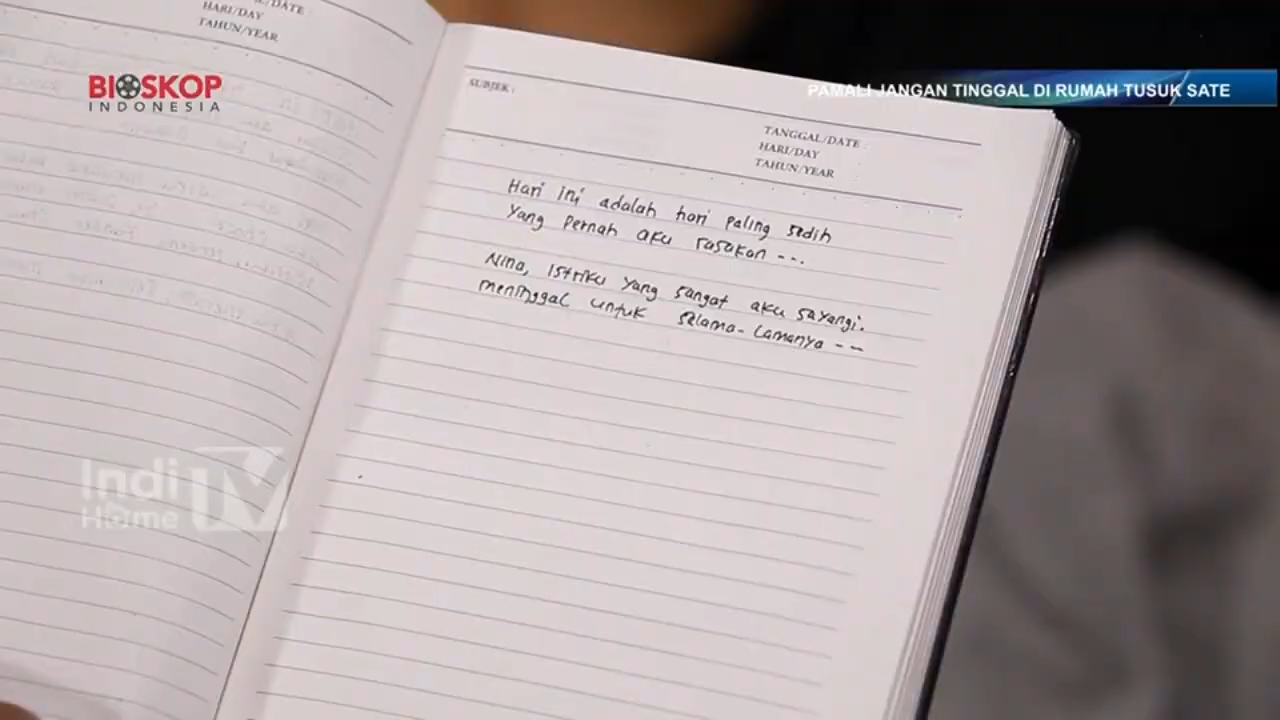 BIOSKOP
INDONESIA
PAMALI JANGAN TINGGAL DI RUMAH TUSUK SATE
HARI/DAY
TAHUN/YEAR
SUBJEK :
TANGGAL/DATE :
HARI/DAY
TAHUN/YEAR
Hari ini adalah hari paling sedih
yang pernah aku rasakan ---
Nina, istriku yang sangat aku sayangi.
meninggal untuk selama-lamanya --
Indi
Home TV